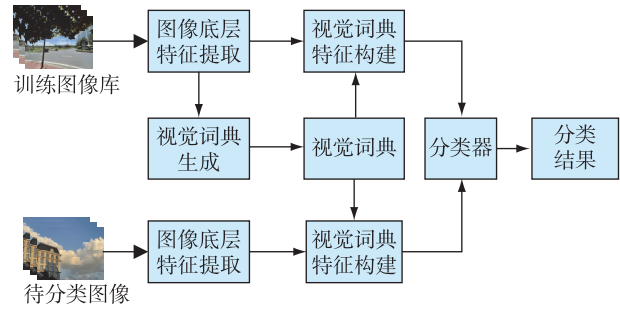 图像底层
特征提取
视觉词典
特征构建
训练图像库
视觉词典
生成
视觉词典
分类器
分类
结果
图像底层
特征提取
视觉词典
特征构建
待分类图像